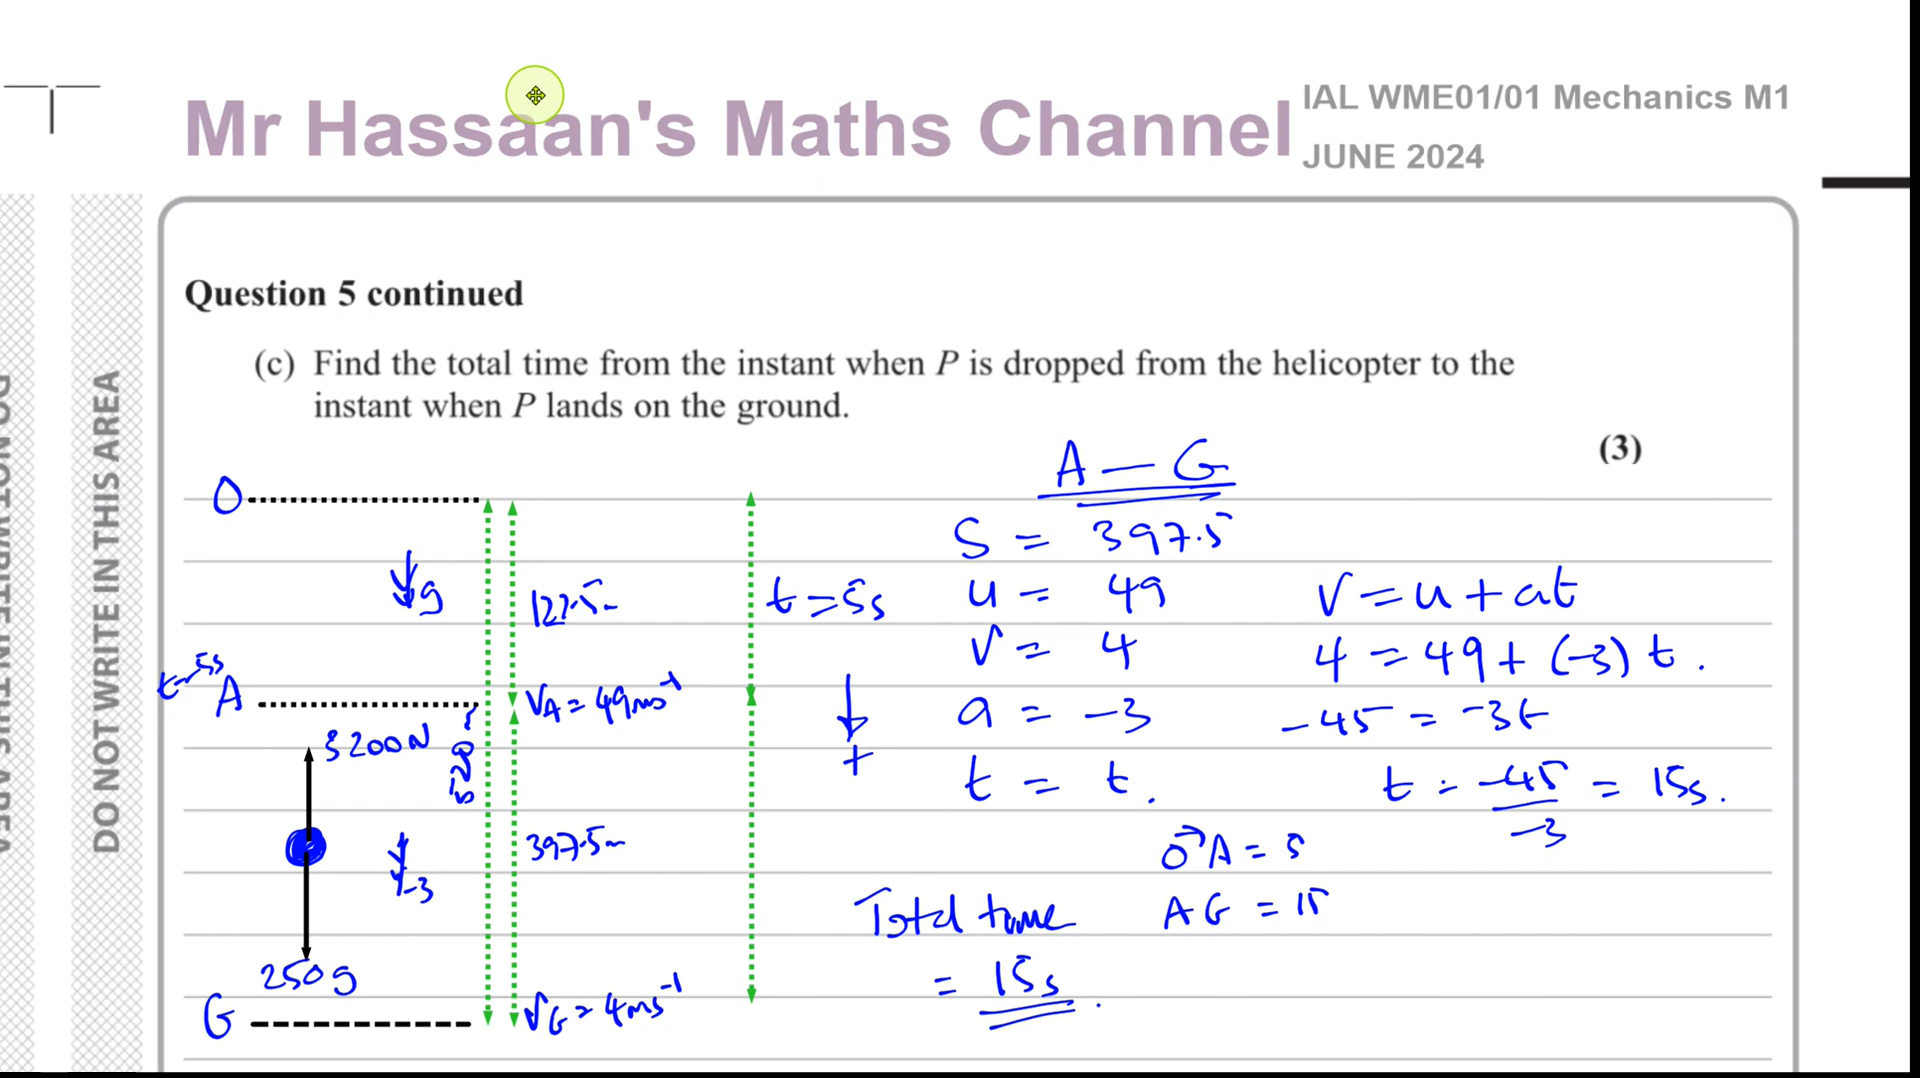 Mr Hassaan's Maths Channel
IAL WME01/01 Mechanics M1
JUNE 2024
DO NOT WRITE IN THIS AREA
Question 5 continued
(c) Find the total time from the instant when P is dropped from the helicopter to the
instant when P lands on the ground.
(3)
A — G
O
S = 397.5
↓g
122.5m
t = 5s
u = 49
v = u + at
v = 4
4 = 49 + (-3) t.
t = 5s
A
V_A = 49ms⁻¹
a = -3
-45 = -3t
3200N
+
t = t.
t = -45/-3 = 15s.
397.5m
-3
O→A = 5
Total time
AG = 15
250g
= 15s.
G
V_G = 4ms⁻¹